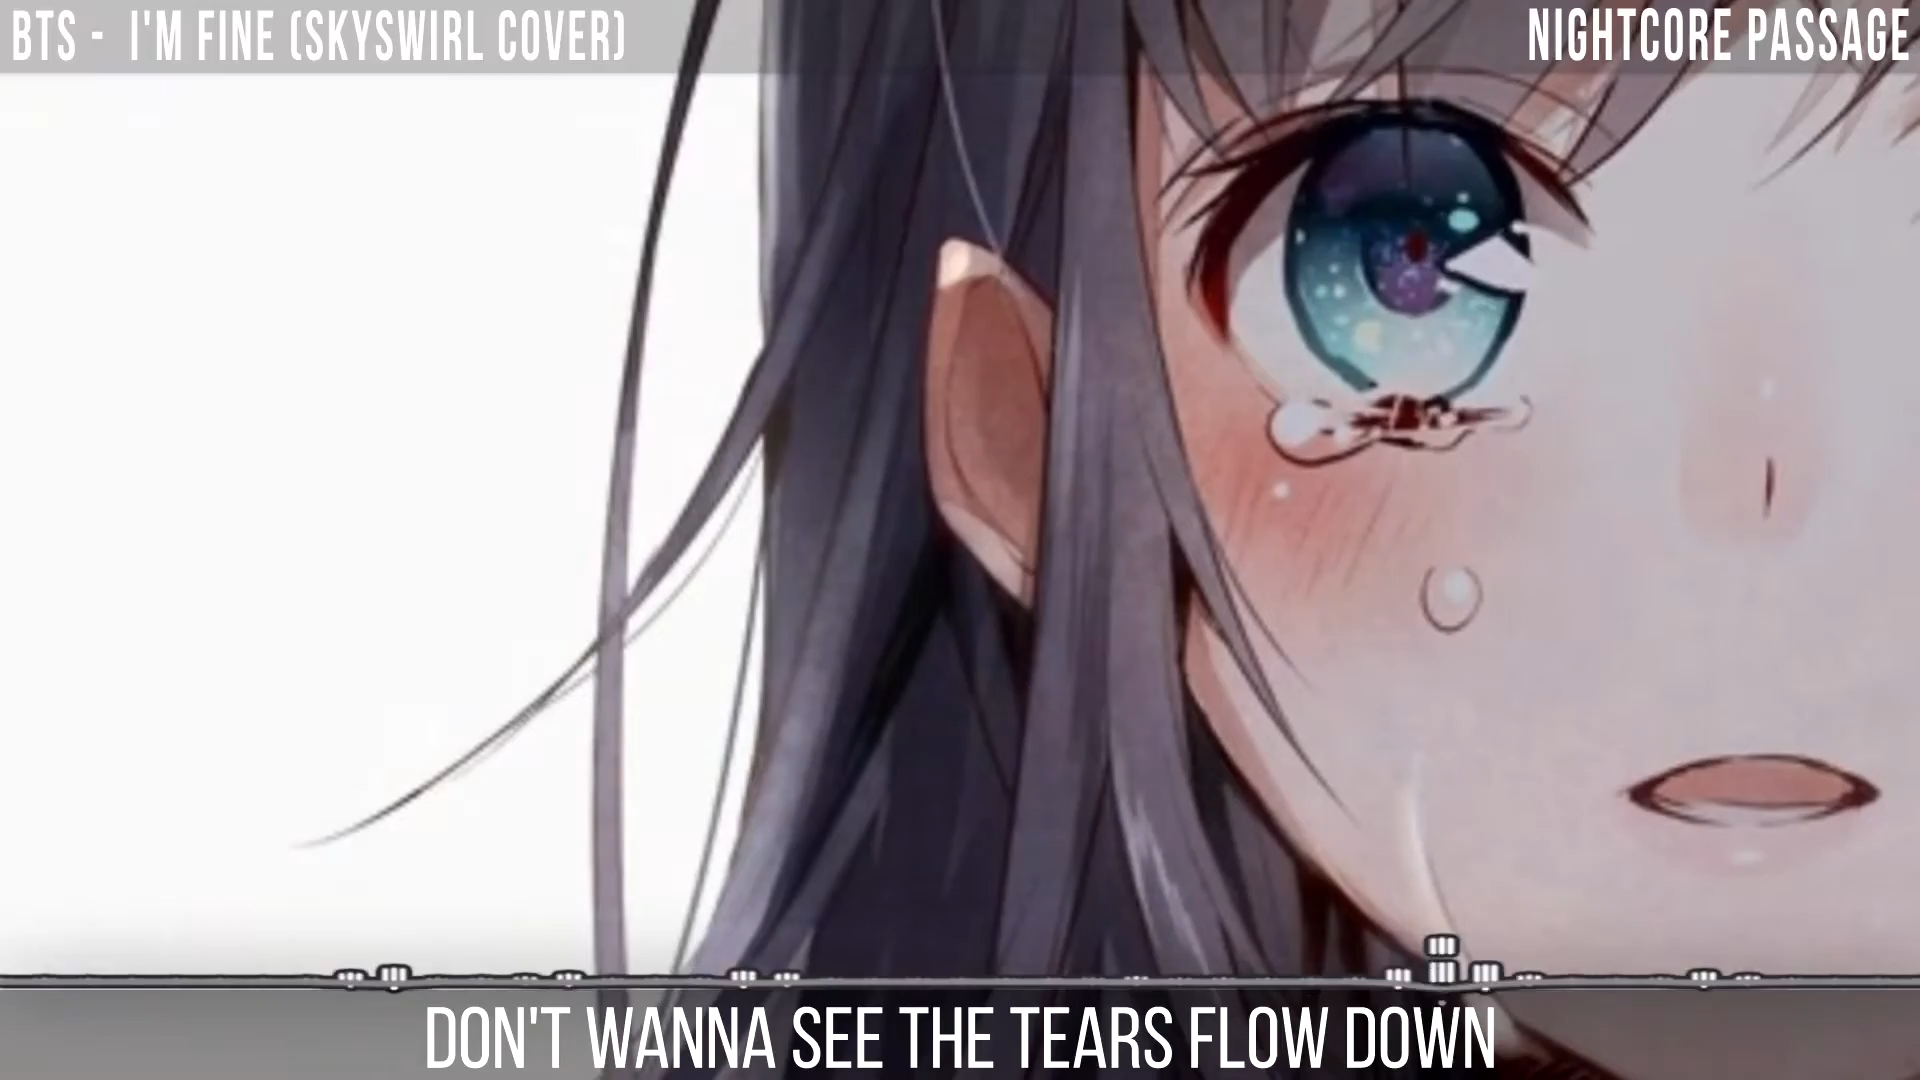 BTS - I'M FINE (SKYSWIRL COVER)
NIGHTCORE PASSAGE
DON'T WANNA SEE THE TEARS FLOW DOWN